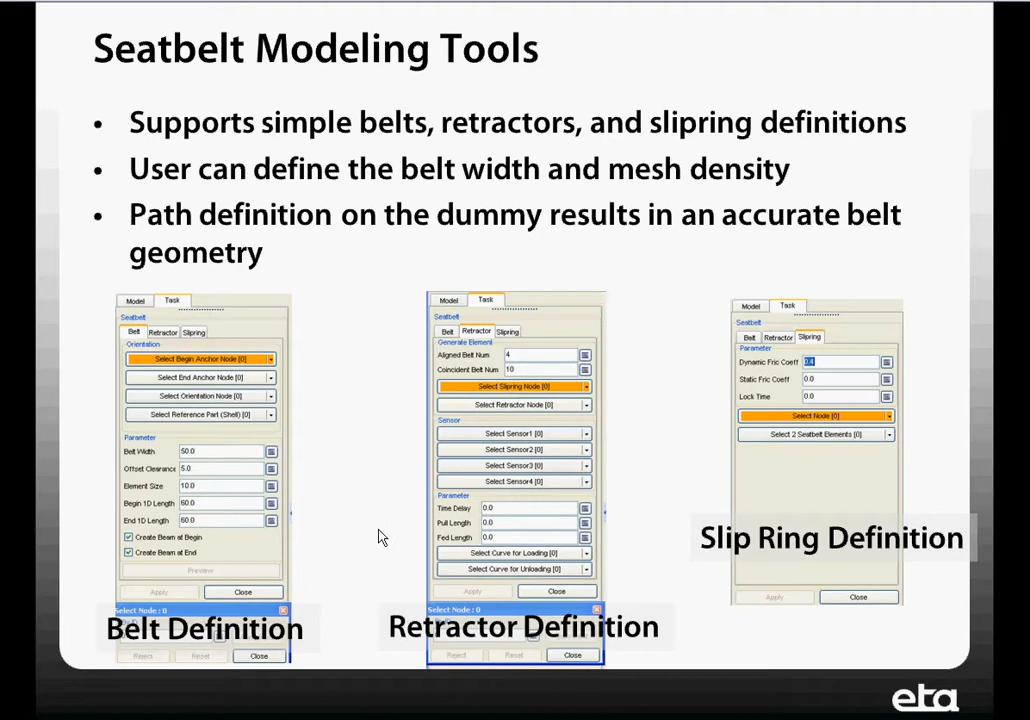 Seatbelt Modeling Tools
• Supports simple belts, retractors, and slipring definitions
• User can define the belt width and mesh density
• Path definition on the dummy results in an accurate belt
geometry
Model Task
Seatbelt
Belt Retractor Slipring
Orientation
Select Begin Anchor Node [0]
Select End Anchor Node [0]
Select Orientation Node [0]
Select Reference Part (Shell) [0]
Parameter
Belt Width 50.0
Offset Clearance 5.0
Element Size 10.0
Begin 1D Length 60.0
End 1D Length 60.0
Create Beam at Begin
Create Beam at End
Preview
Apply Close
Select Node : 0
Belt Definition
Reject Reset Close
Model Task
Seatbelt
Belt Retractor Slipring
Generate Element
Aligned Belt Num 4
Coincident Belt Num 10
Select Slipring Node [0]
Select Retractor Node [0]
Sensor
Select Sensor1 [0]
Select Sensor2 [0]
Select Sensor3 [0]
Select Sensor4 [0]
Parameter
Time Delay 0.0
Pull Length 0.0
Fed Length 0.0
Select Curve for Loading [0]
Select Curve for Unloading [0]
Apply Close
Select Node : 0
Retractor Definition
Reject Reset Close
Model Task
Seatbelt
Belt Retractor Slipring
Parameter
Dynamic Fric Coeff
Static Fric Coeff 0.0
Lock Time 0.0
Select Node [0]
Select 2 Seatbelt Elements [0]
Slip Ring Definition
Apply Close
eta